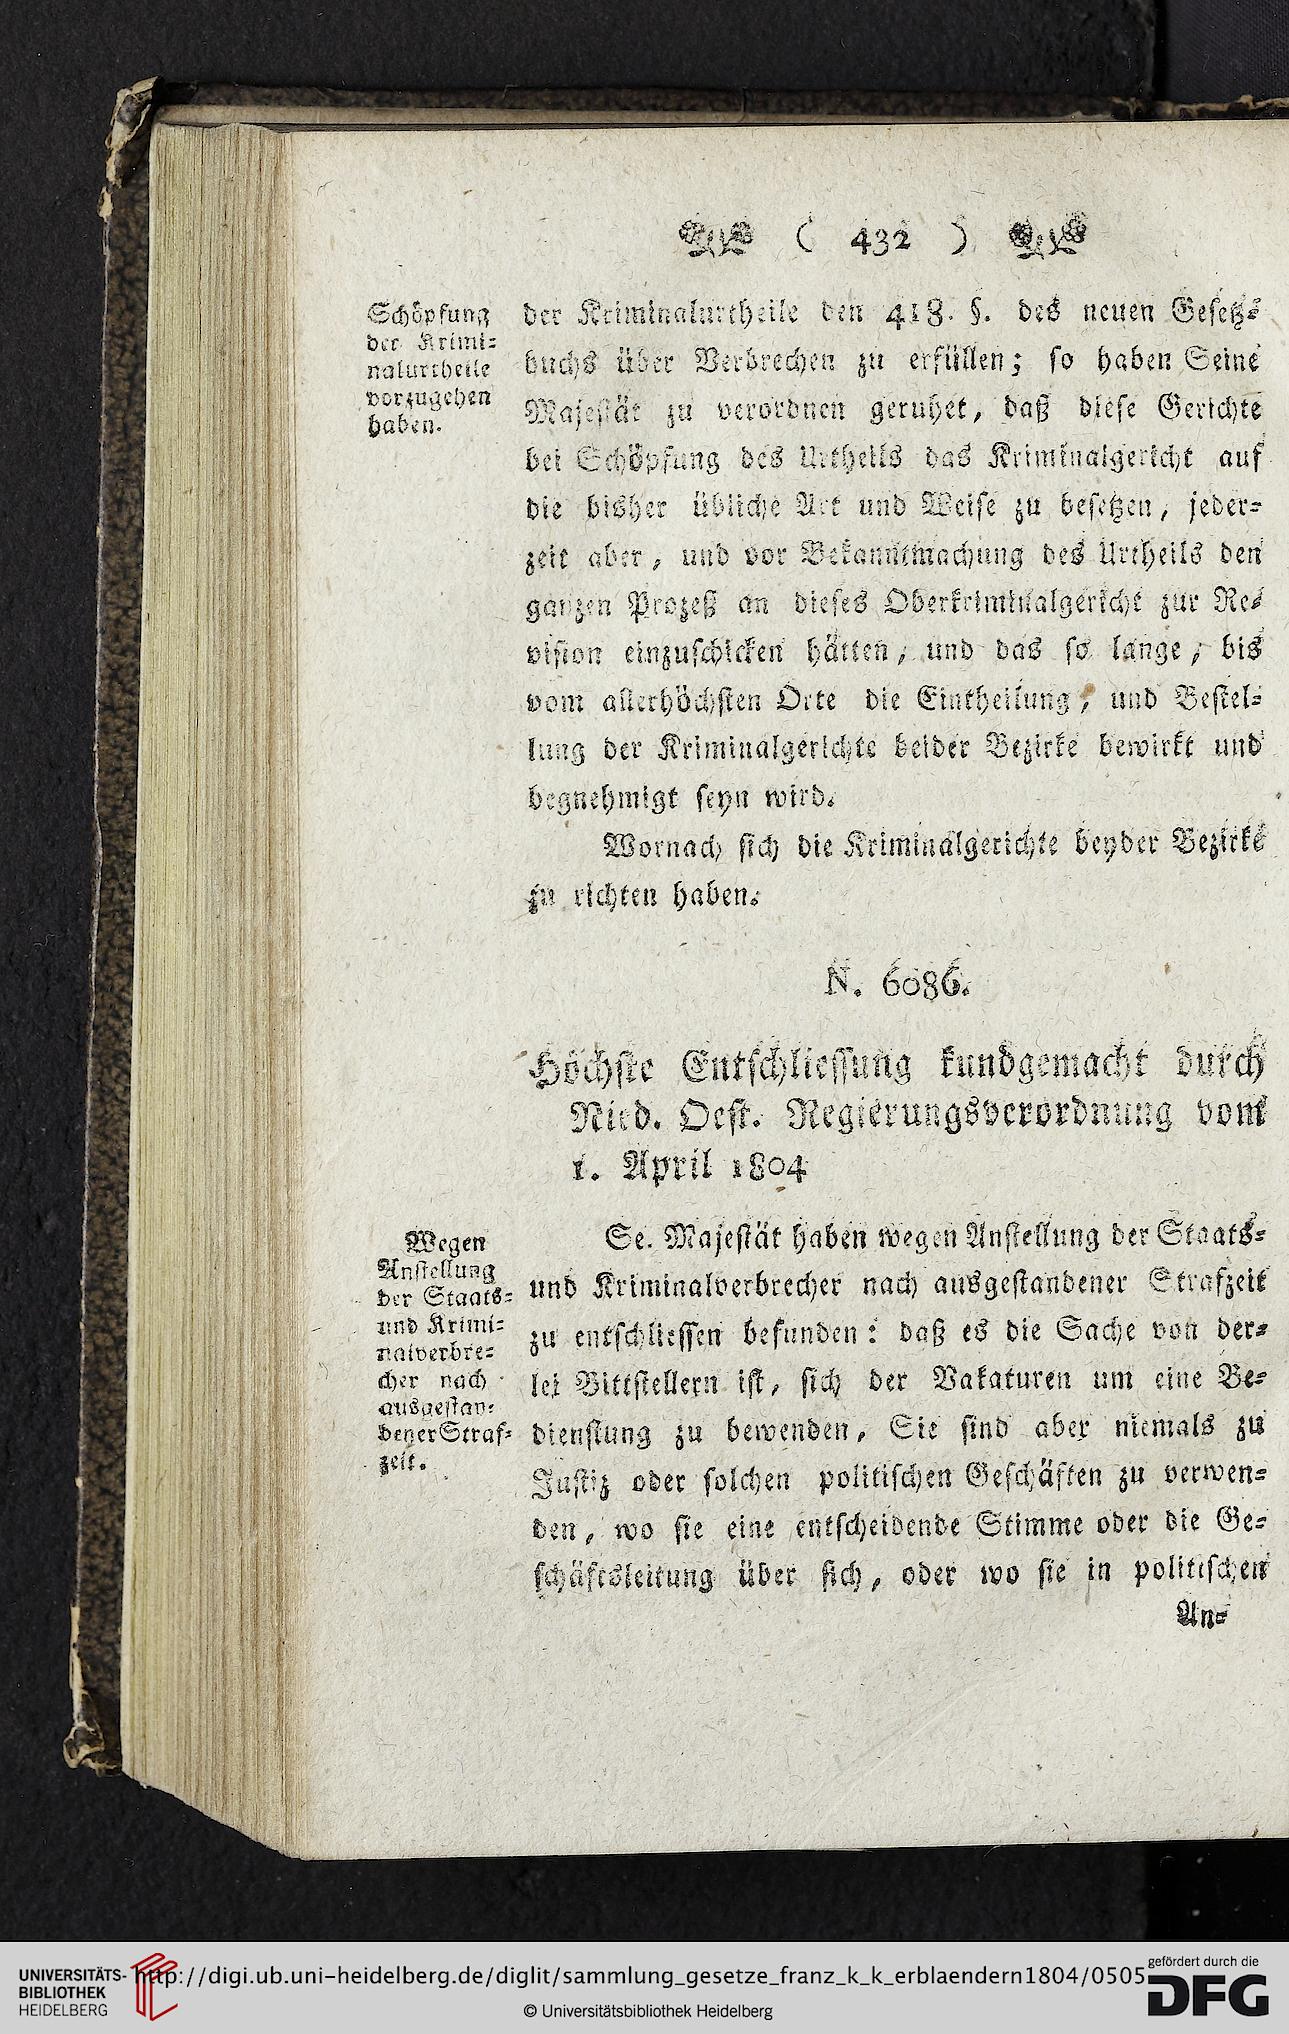 ( 432 )
Schöpfung
der Krimi-
nalurtheile
vorzugehen
haben.
der Kriminalurtheile den 418. §. des neuen Gesetz-
buchs über Verbrechen zu erfüllen; so haben Seine
Majestät zu verordnen geruhet, daß diese Gerichte
bei Schöpfung des Urtheils das Kriminalgericht auf
die bisher übliche Art und Weise zu besetzen, jeder-
zeit aber, und vor Bekanntmachung des Urtheils den
ganzen Prozeß an dieses Oberkriminalgericht zur Re-
vision einzuschicken hätten, und das so lange, bis
vom allerhöchsten Orte die Eintheilung, und Bestel-
lung der Kriminalgerichte beider Bezirke bewirkt und
begnehmigt seyn wird.
Wornach sich die Kriminalgerichte beyder Bezirke
zu richten haben.
N. 6086.
Höchste Entschliessung kundgemacht durch
Nied. Oest. Regierungsverordnung vom
1. April 1804
Wegen
Anstellung
der Staats-
und Krimi-
nalverbre-
cher nach
ausgestan-
dener Straf-
zeit.
Se. Majestät haben wegen Anstellung der Staats-
und Kriminalverbrecher nach ausgestandener Strafzeit
zu entschliessen befunden: daß es die Sache von der-
lei Bittstellern ist, sich der Vakaturen um eine Be-
dienstung zu bewenden, Sie sind aber niemals zu
Justiz oder solchen politischen Geschäften zu verwen-
den, wo sie eine entscheidende Stimme oder die Ge-
schäftsleitung über sich, oder wo sie in politischen
An-
UNIVERSITÄTS-
BIBLIOTHEK
HEIDELBERG
http://digi.ub.uni-heidelberg.de/diglit/sammlung_gesetze_franz_k_k_erblaendern1804/0505
© Universitätsbibliothek Heidelberg
gefördert durch die
DFG